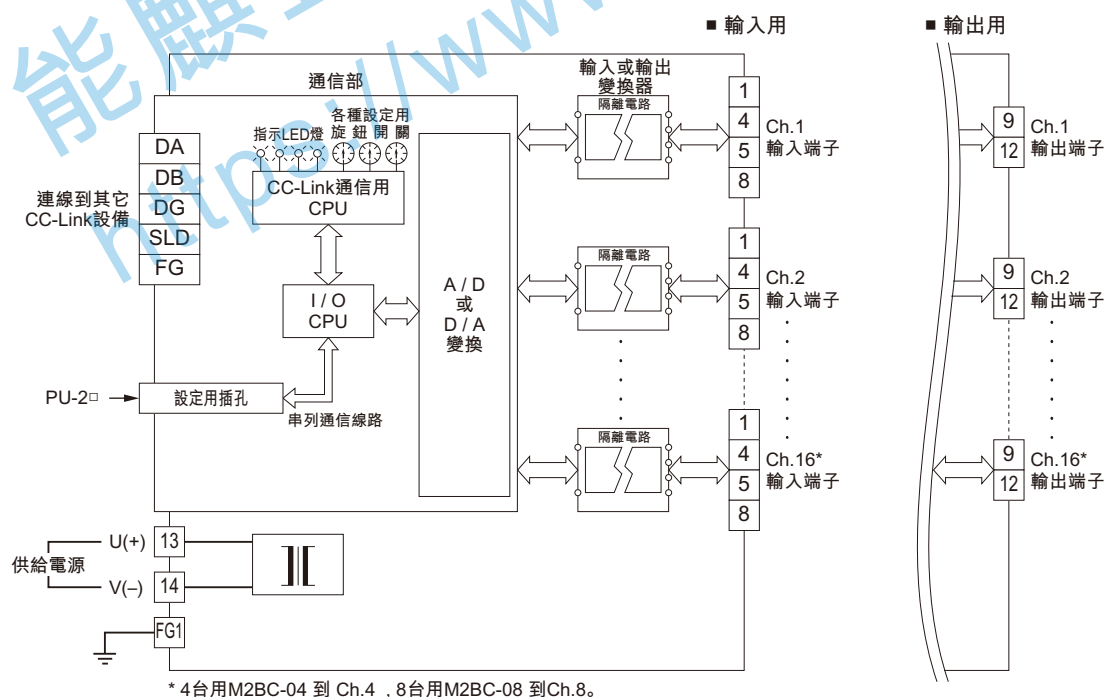 能麒
https://www
■ 輸入用
■ 輸出用
通信部
輸入或輸出
變換器
指示LED燈
各種設定用
旋鈕開關
CC-Link通信用
CPU
連線到其它
CC-Link設備
DA
DB
DG
SLD
FG
I / O
CPU
A / D
或
D / A
變換
PU-2□
設定用插孔
串列通信線路
隔離電路
1
4
5
8
Ch.1
輸入端子
隔離電路
1
4
5
8
Ch.2
輸入端子
隔離電路
1
4
5
8
Ch.16*
輸入端子
9
12
Ch.1
輸出端子
9
12
Ch.2
輸出端子
9
12
Ch.16*
輸出端子
供給電源
U(+)
13
V(–)
14
FG1
* 4台用M2BC-04 到 Ch.4 , 8台用M2BC-08 到Ch.8。